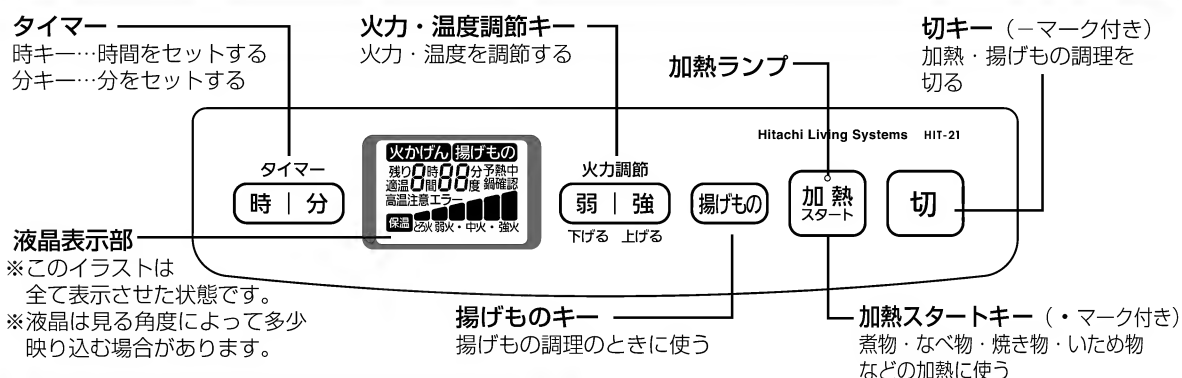 タイマー
時キー…時間をセットする
分キー…分をセットする
火力・温度調節キー
火力・温度を調節する
加熱ランプ
切キー（－マーク付き）
加熱・揚げもの調理を
切る
Hitachi Living Systems HIT-21
タイマー
時 | 分
火かげん 揚げもの
残り8時88分予熱中
適温 間 度 鍋確認
高温注意エラー
保温 とろ火 弱火・中火・強火
火力調節
弱 | 強
下げる 上げる
揚げもの
加熱
スタート
切
液晶表示部
※このイラストは
全て表示させた状態です。
※液晶は見る角度によって多少
映り込む場合があります。
揚げものキー
揚げもの調理のときに使う
加熱スタートキー（・マーク付き）
煮物・なべ物・焼き物・いため物
などの加熱に使う